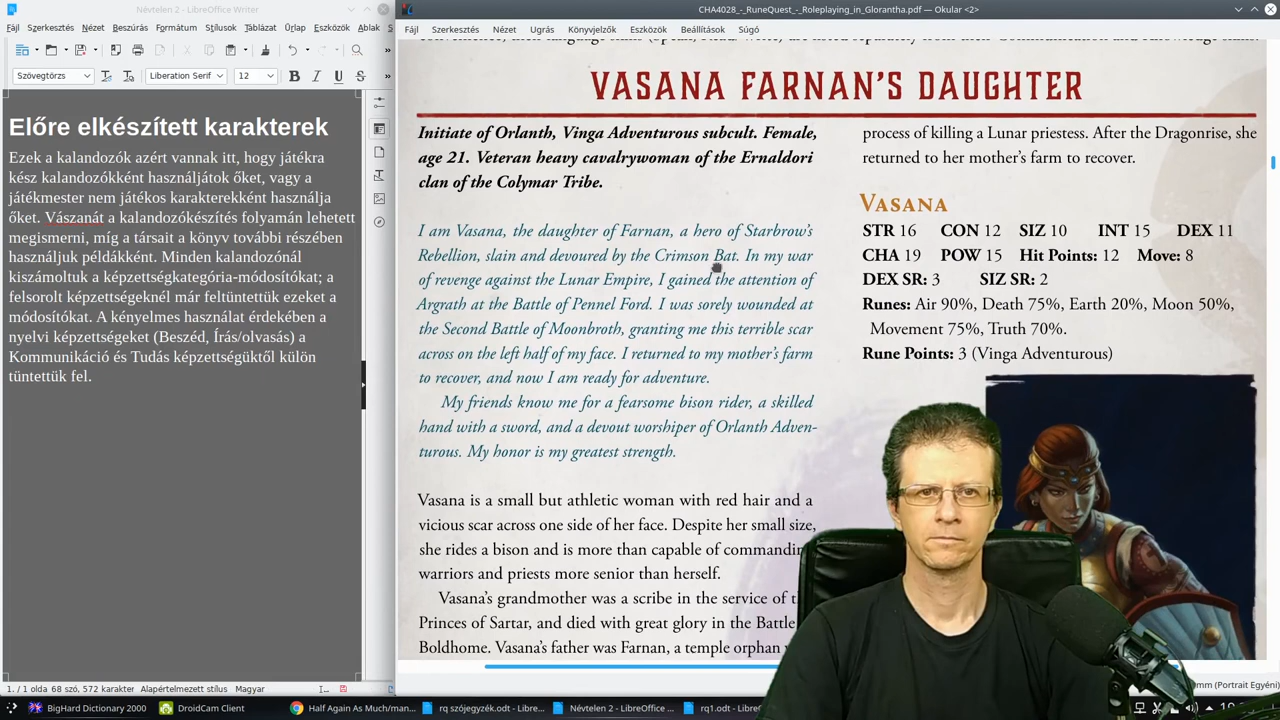 Névtelen 2 - LibreOffice Writer
CHA4028_-_RuneQuest_-_Roleplaying_in_Glorantha.pdf — Okular <2>
Fájl Szerkesztés Nézet Beszúrás Formátum Stílusok Táblázat Űrlap Eszközök Ablak
Fájl Szerkesztés Nézet Ugrás Könyvjelzők Eszközök Beállítások Súgó
Szövegtörzs Liberation Serif 12 B I
Előre elkészített karakterek
Ezek a kalandozók azért vannak itt, hogy játékra
kész kalandozókként használjátok őket, vagy a
játékmester nem játékos karakterekként használja
őket. Vászanát a kalandozókészítés folyamán lehetett
megismerni, míg a társait a könyv további részében
használjuk példákként. Minden kalandozónál
kiszámoltuk a képzettségkategória-módosítókat; a
felsorolt képzettségeknél már feltüntettük ezeket a
módosítókat. A kényelmes használat érdekében a
nyelvi képzettségeket (Beszéd, Írás/olvasás) a
Kommunikáció és Tudás képzettségüktől külön
tüntettük fel.
VASANA FARNAN'S DAUGHTER
Initiate of Orlanth, Vinga Adventurous subcult. Female,
age 21. Veteran heavy cavalrywoman of the Ernaldori
clan of the Colymar Tribe.
I am Vasana, the daughter of Farnan, a hero of Starbrow's
Rebellion, slain and devoured by the Crimson Bat. In my war
of revenge against the Lunar Empire, I gained the attention of
Argrath at the Battle of Pennel Ford. I was sorely wounded at
the Second Battle of Moonbroth, granting me this terrible scar
across on the left half of my face. I returned to my mother's farm
to recover, and now I am ready for adventure.
My friends know me for a fearsome bison rider, a skilled
hand with a sword, and a devout worshiper of Orlanth Adven-
turous. My honor is my greatest strength.
Vasana is a small but athletic woman with red hair and a
vicious scar across one side of her face. Despite her small size,
she rides a bison and is more than capable of commandin
warriors and priests more senior than herself.
Vasana's grandmother was a scribe in the service of
Princes of Sartar, and died with great glory in the Battle
Boldhome. Vasana's father was Farnan, a temple orphan
process of killing a Lunar priestess. After the Dragonrise, she
returned to her mother's farm to recover.
VASANA
STR 16 CON 12 SIZ 10 INT 15 DEX 11
CHA 19 POW 15 Hit Points: 12 Move: 8
DEX SR: 3 SIZ SR: 2
Runes: Air 90%, Death 75%, Earth 20%, Moon 50%,
Movement 75%, Truth 70%.
Rune Points: 3 (Vinga Adventurous)
1. / 1 olda 68 szó, 572 karakter Alapértelmezett stílus Magyar
mm (Portrait Egyéni)
BigHard Dictionary 2000 DroidCam Client Half Again As Much/man... rq szójegyzék.odt - Libre... Névtelen 2 - LibreOffice ... rq1.odt - LibreO